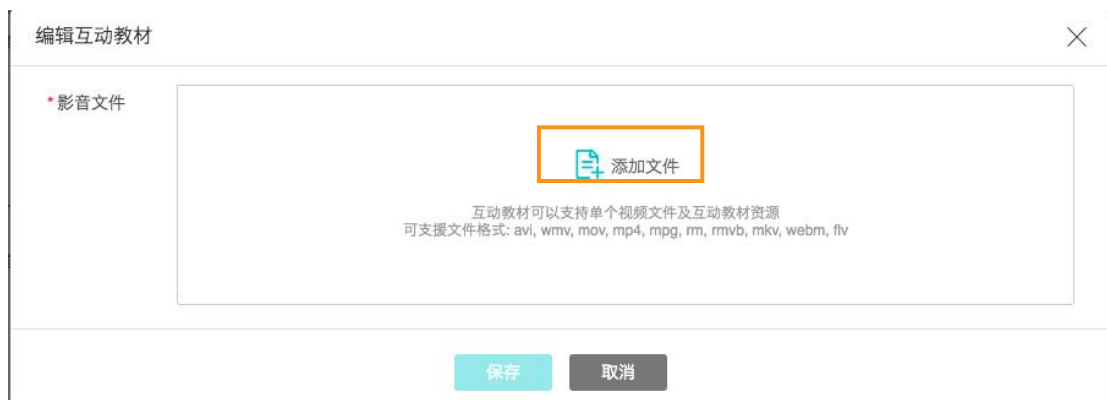 编辑互动教材
*影音文件
添加文件
互动教材可以支持单个视频文件及互动教材资源
可支援文件格式: avi, wmv, mov, mp4, mpg, rm, rmvb, mkv, webm, flv
保存
取消